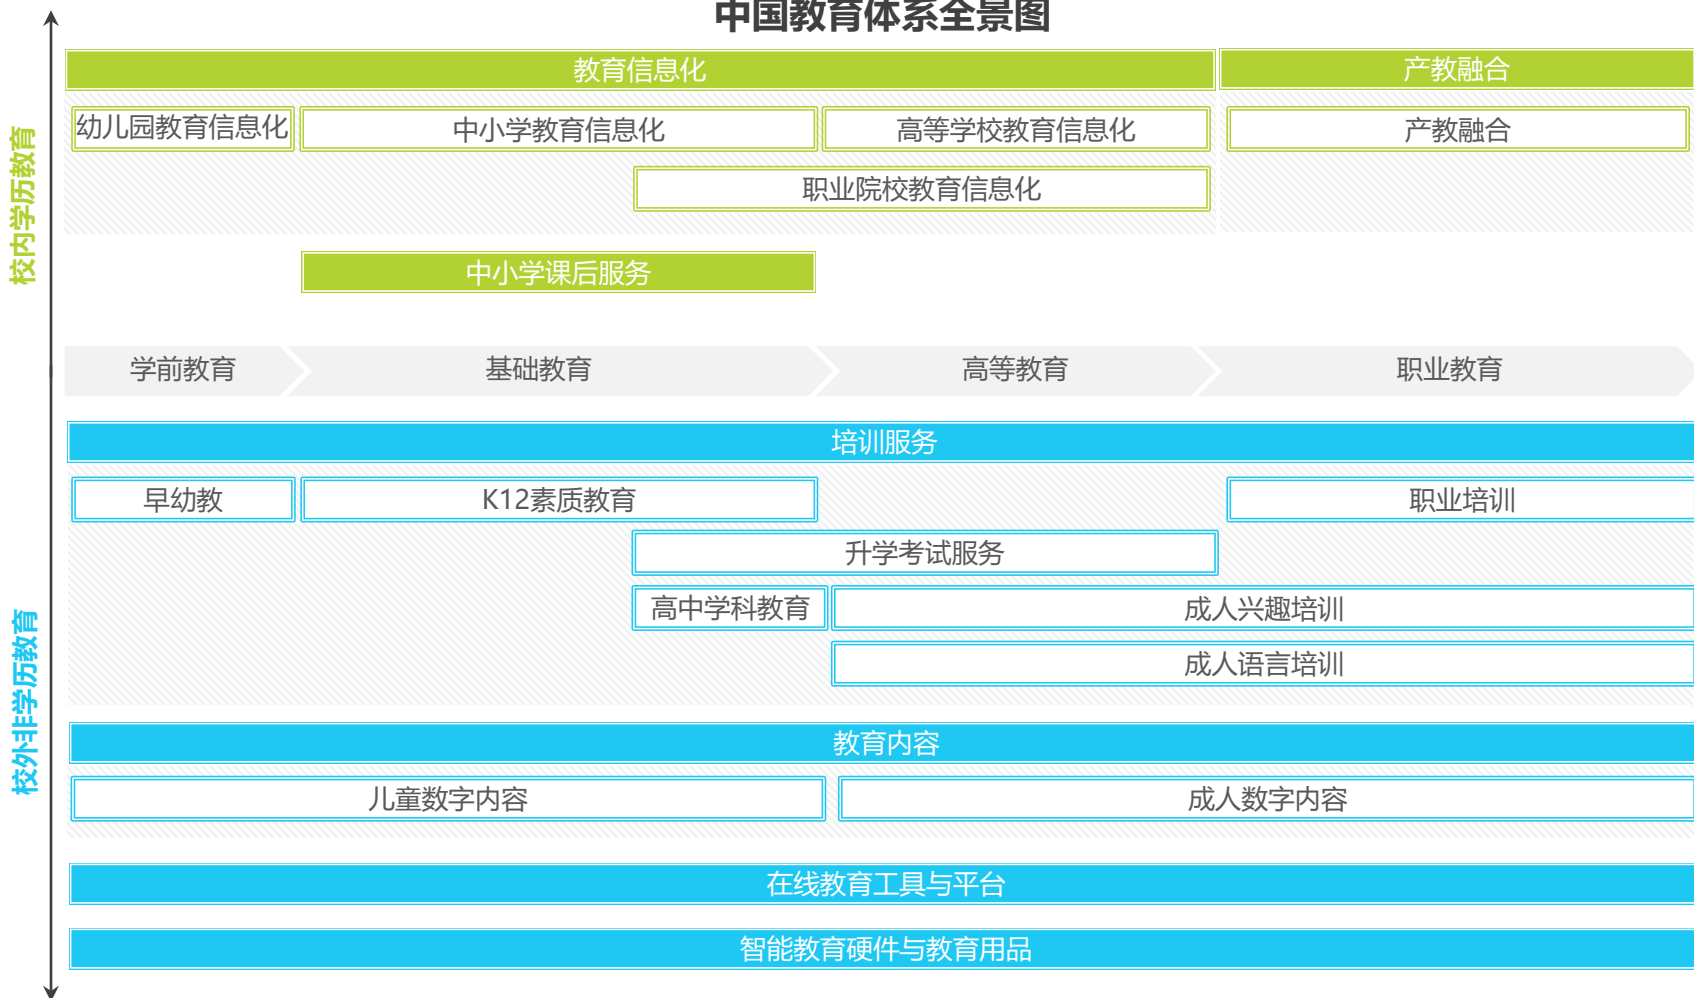 中国教育体系全景图
教育信息化
产教融合
幼儿园教育信息化
中小学教育信息化
高等学校教育信息化
产教融合
职业院校教育信息化
校内学历教育
中小学课后服务
学前教育
基础教育
高等教育
职业教育
培训服务
早幼教
K12素质教育
职业培训
升学考试服务
高中学科教育
成人兴趣培训
成人语言培训
校外非学历教育
教育内容
儿童数字内容
成人数字内容
在线教育工具与平台
智能教育硬件与教育用品